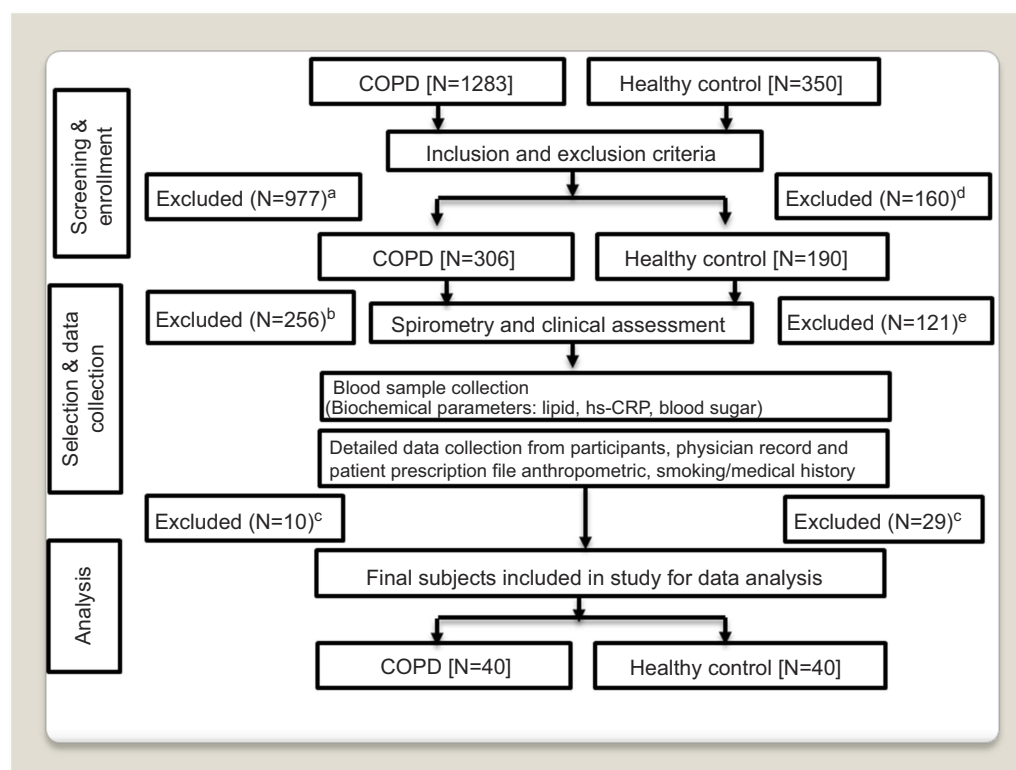 COPD [N=1283]
Healthy control [N=350]
Screening &
enrollment
Inclusion and exclusion criteria
Excluded (N=977)a
Excluded (N=160)d
COPD [N=306]
Healthy control [N=190]
Selection & data
collection
Excluded (N=256)b
Spirometry and clinical assessment
Excluded (N=121)e
Blood sample collection
(Biochemical parameters: lipid, hs-CRP, blood sugar)
Detailed data collection from participants, physician record and
patient prescription file anthropometric, smoking/medical history
Excluded (N=10)c
Excluded (N=29)c
Analysis
Final subjects included in study for data analysis
COPD [N=40]
Healthy control [N=40]